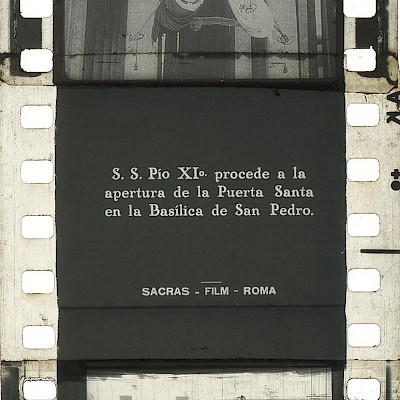 S. S. Pío XIº. procede a la
apertura de la Puerta Santa
en la Basílica de San Pedro.
SACRAS - FILM - ROMA